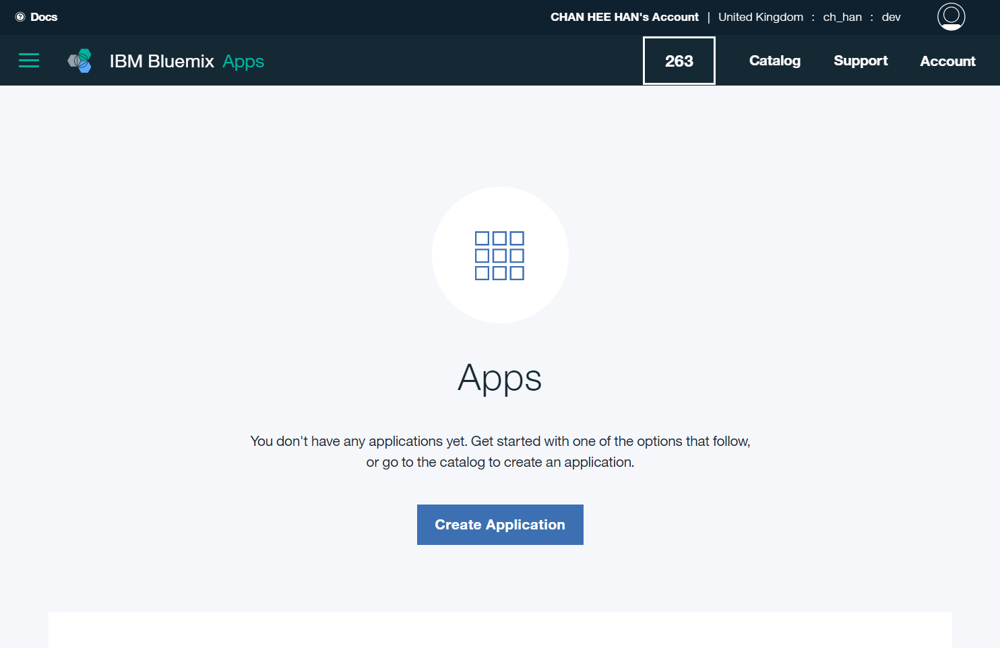 Docs
CHAN HEE HAN's Account | United Kingdom : ch_han : dev
IBM Bluemix Apps
263
Catalog
Support
Account
Apps
You don't have any applications yet. Get started with one of the options that follow,
or go to the catalog to create an application.
Create Application